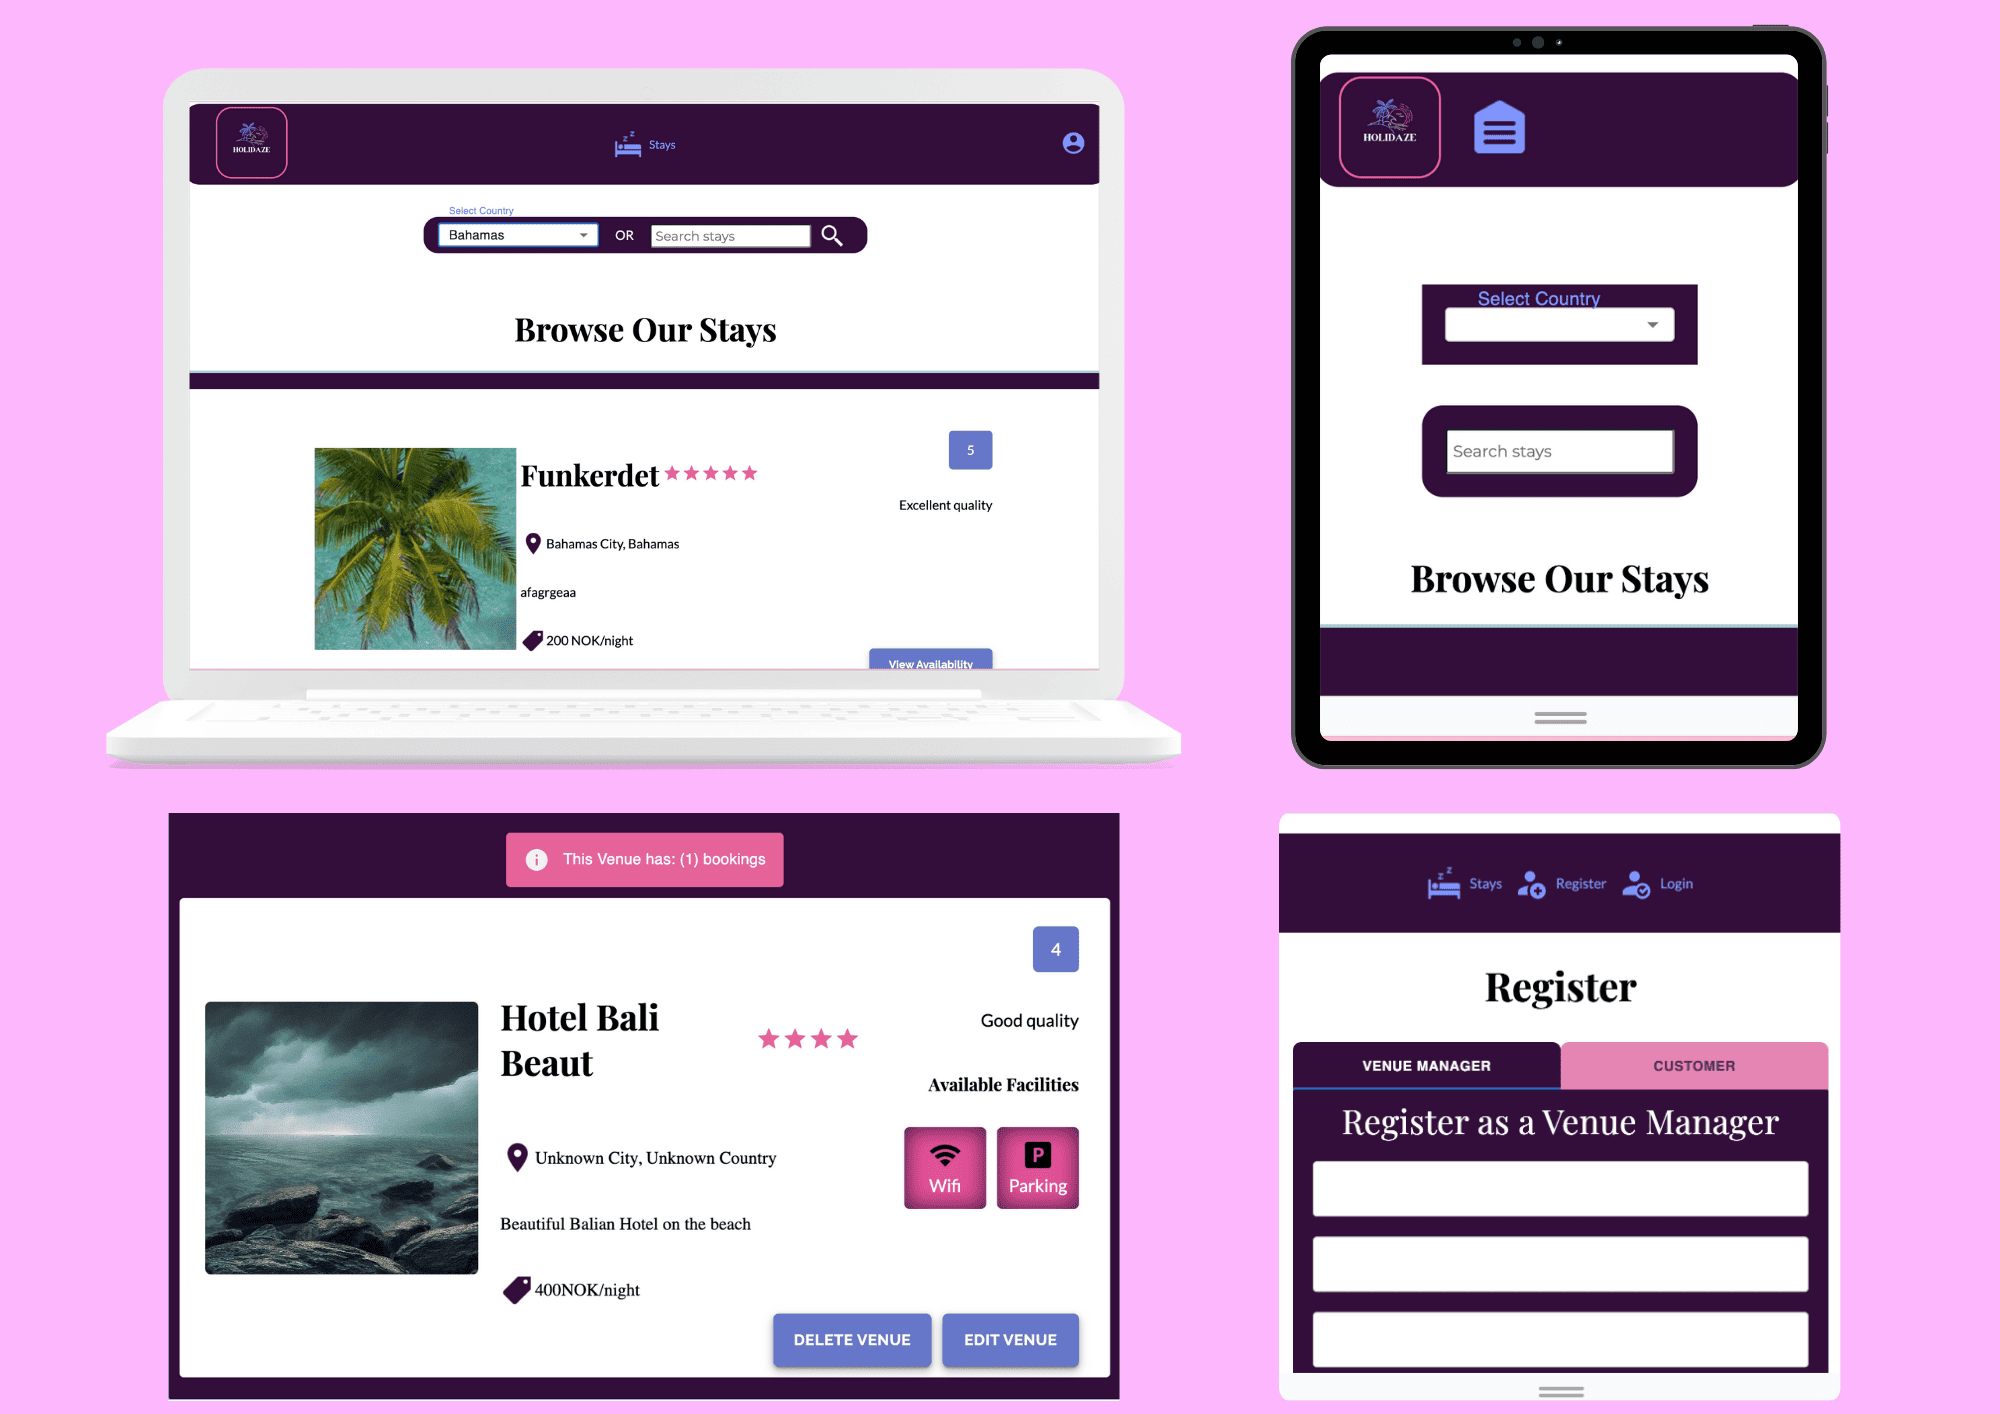 HOLIDAZE
Stays
Select Country
Bahamas
OR
Search stays
Browse Our Stays
Funkerdet
5
Excellent quality
Bahamas City, Bahamas
afagrgeaa
200 NOK/night
View Availability
HOLIDAZE
Select Country
Search stays
Browse Our Stays
This Venue has: (1) bookings
4
Hotel Bali
Beaut
Good quality
Available Facilities
Wifi
P
Parking
Unknown City, Unknown Country
Beautiful Balian Hotel on the beach
400NOK/night
DELETE VENUE
EDIT VENUE
z z
Stays
Register
Login
Register
VENUE MANAGER
CUSTOMER
Register as a Venue Manager